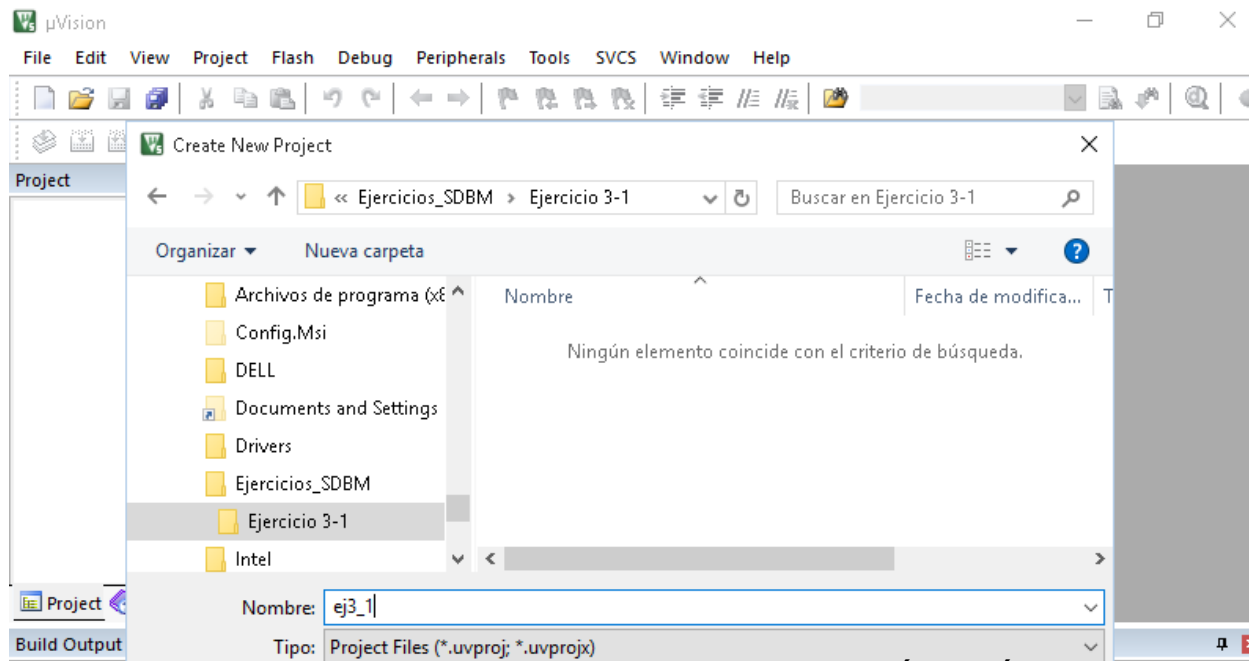 µVision
File Edit View Project Flash Debug Peripherals Tools SVCS Window Help
Create New Project
Project
« Ejercicios_SDBM > Ejercicio 3-1
Buscar en Ejercicio 3-1
Organizar
Nueva carpeta
Nombre
Fecha de modifica...
T
Archivos de programa (x8
Config.Msi
Ningún elemento coincide con el criterio de búsqueda.
DELL
Documents and Settings
Drivers
Ejercicios_SDBM
Ejercicio 3-1
Intel
Project
Nombre: ej3_1
Build Output
Tipo: Project Files (*.uvproj; *.uvprojx)